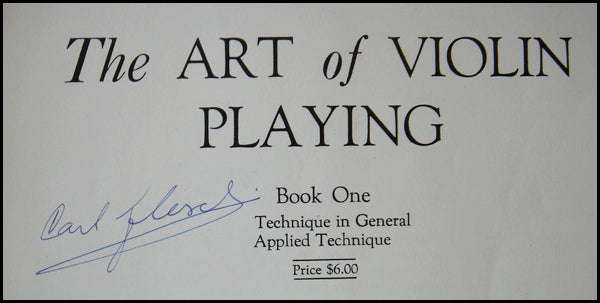 The ART of VIOLIN
PLAYING
Carl Flesch
Book One
Technique in General
Applied Technique
Price $6.00